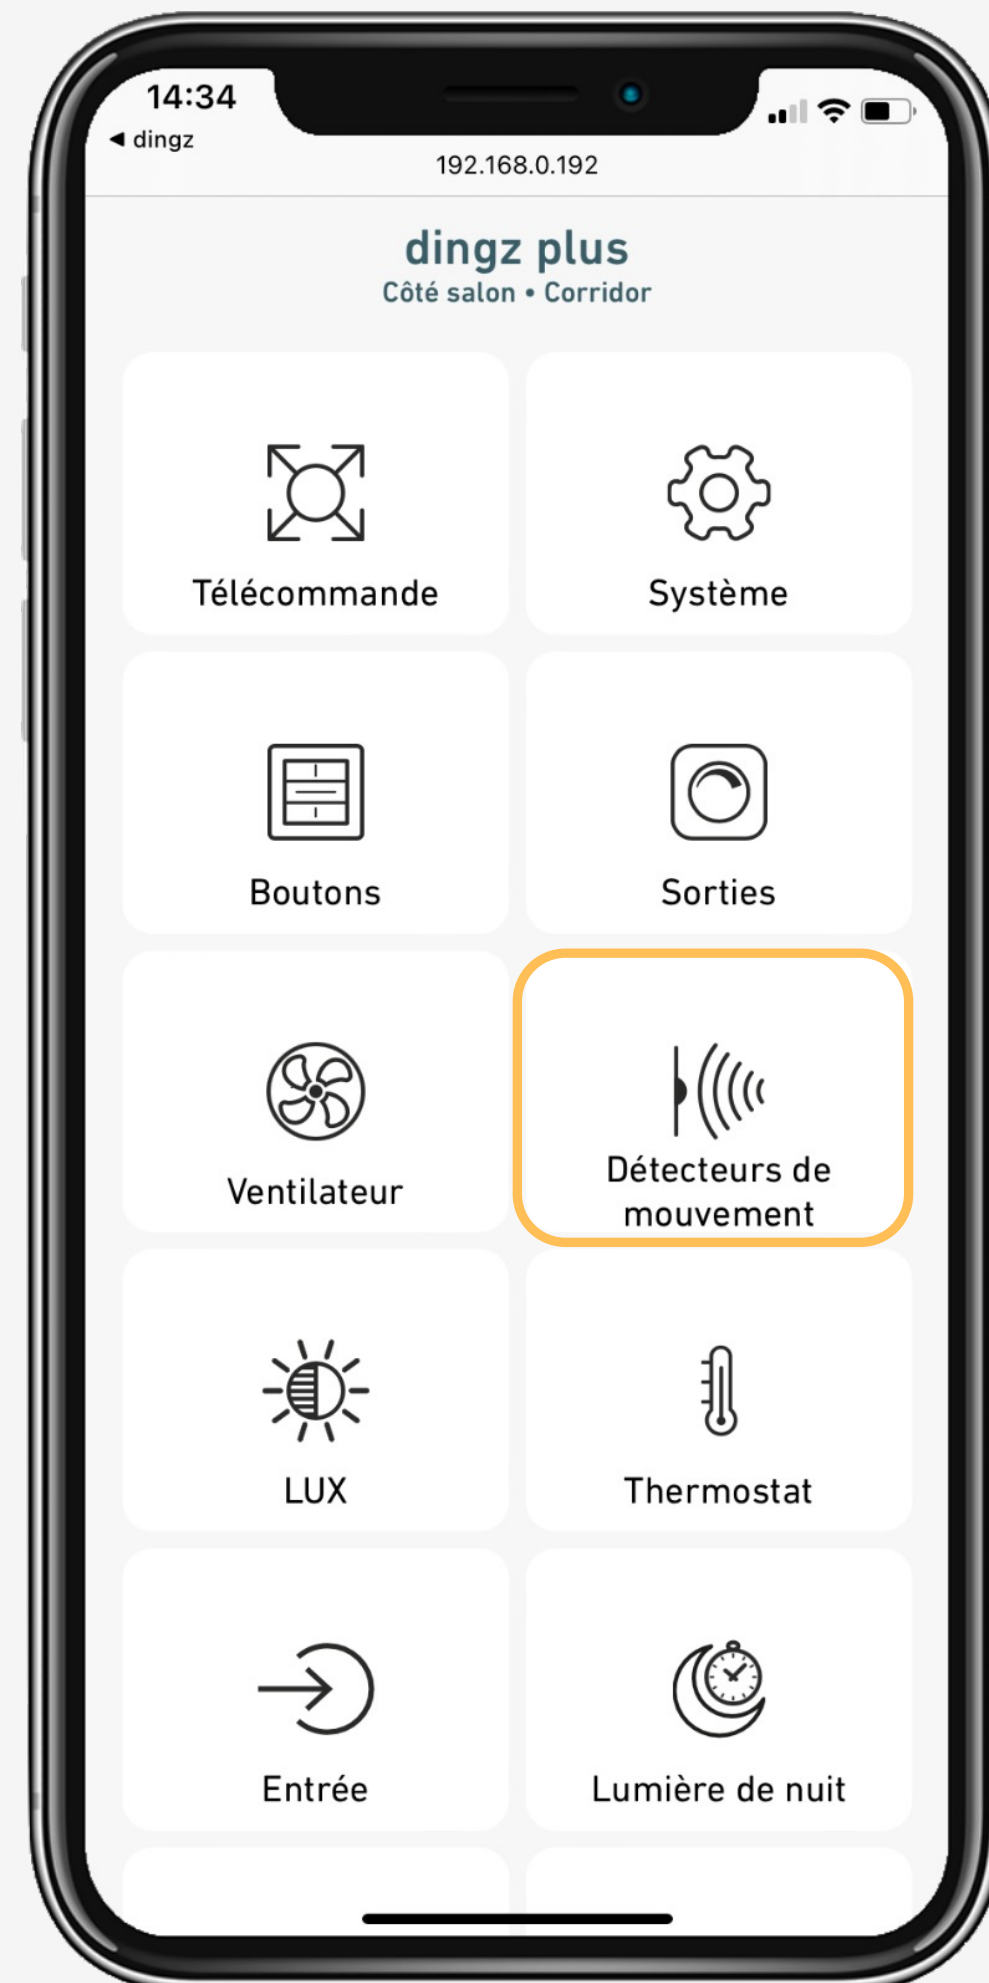 14:34
dingz
192.168.0.192
dingz plus
Côté salon • Corridor
Télécommande
Système
Boutons
Sorties
Ventilateur
Détecteurs de
mouvement
LUX
Thermostat
Entrée
Lumière de nuit